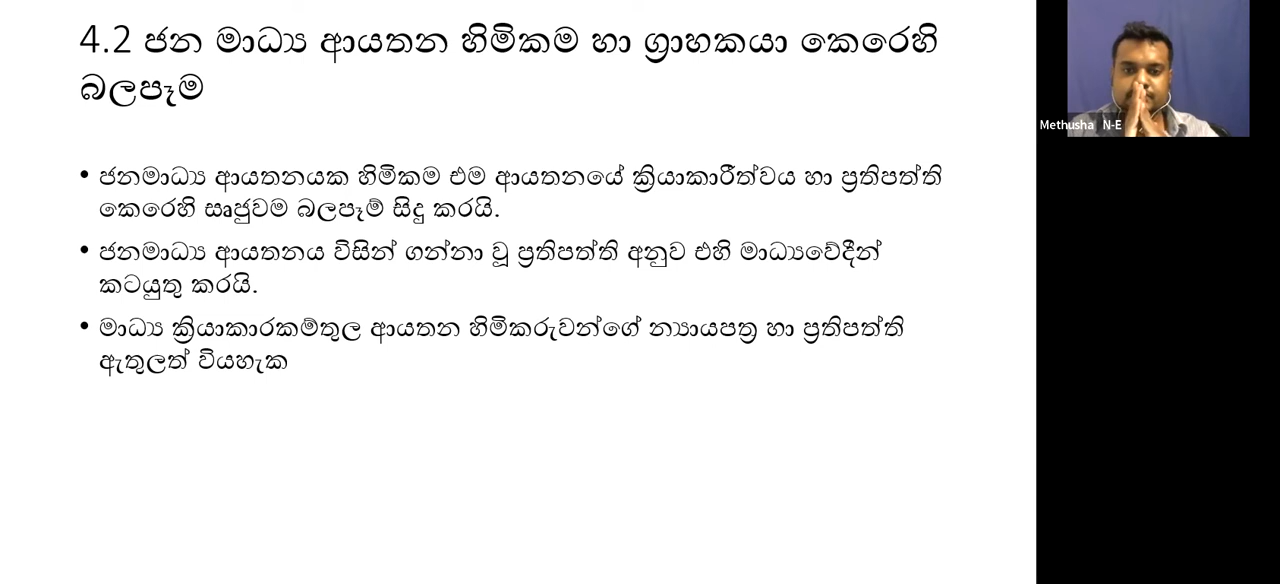 4.2 ජන මාධ්‍ය ආයතන හිමිකම හා ග්‍රාහකයා කෙරෙහි
බලපෑම
• ජනමාධ්‍ය ආයතනයක හිමිකම එම ආයතනයේ ක්‍රියාකාරීත්වය හා ප්‍රතිපත්ති
කෙරෙහි සෘජුවම බලපෑම් සිදු කරයි.
• ජනමාධ්‍ය ආයතනය විසින් ගන්නා වූ ප්‍රතිපත්ති අනුව එහි මාධ්‍යවේදීන්
කටයුතු කරයි.
• මාධ්‍ය ක්‍රියාකාරකම්තුල ආයතන හිමිකරුවන්ගේ න්‍යායපත්‍ර හා ප්‍රතිපත්ති
ඇතුලත් වියහැක
Methusha N-E